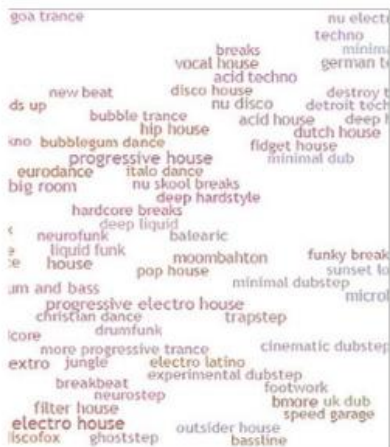 goa trance nu elect
techno
breaks minim
vocal house german t
acid techno
new beat disco house destroy t
ds up nu disco detroit tech
bubble trance acid house deep h
hip house dutch house
kno bubblegum dance fidget house
progressive house minimal dub
eurodance italo dance
big room nu skool breaks
deep hardstyle
hardcore breaks
deep liquid
neurofunk balearic
liquid funk funky break
house moombahton
pop house sunset lo
um and bass minimal dubstep
progressive electro house microl
christian dance trapstep
drumfunk
core
more progressive trance cinematic dubstep
extro jungle electro latino
experimental dubstep
breakbeat footwork
neurostep bmore uk dub
filter house speed garage
electro house outsider house
discofox ghoststep bassline